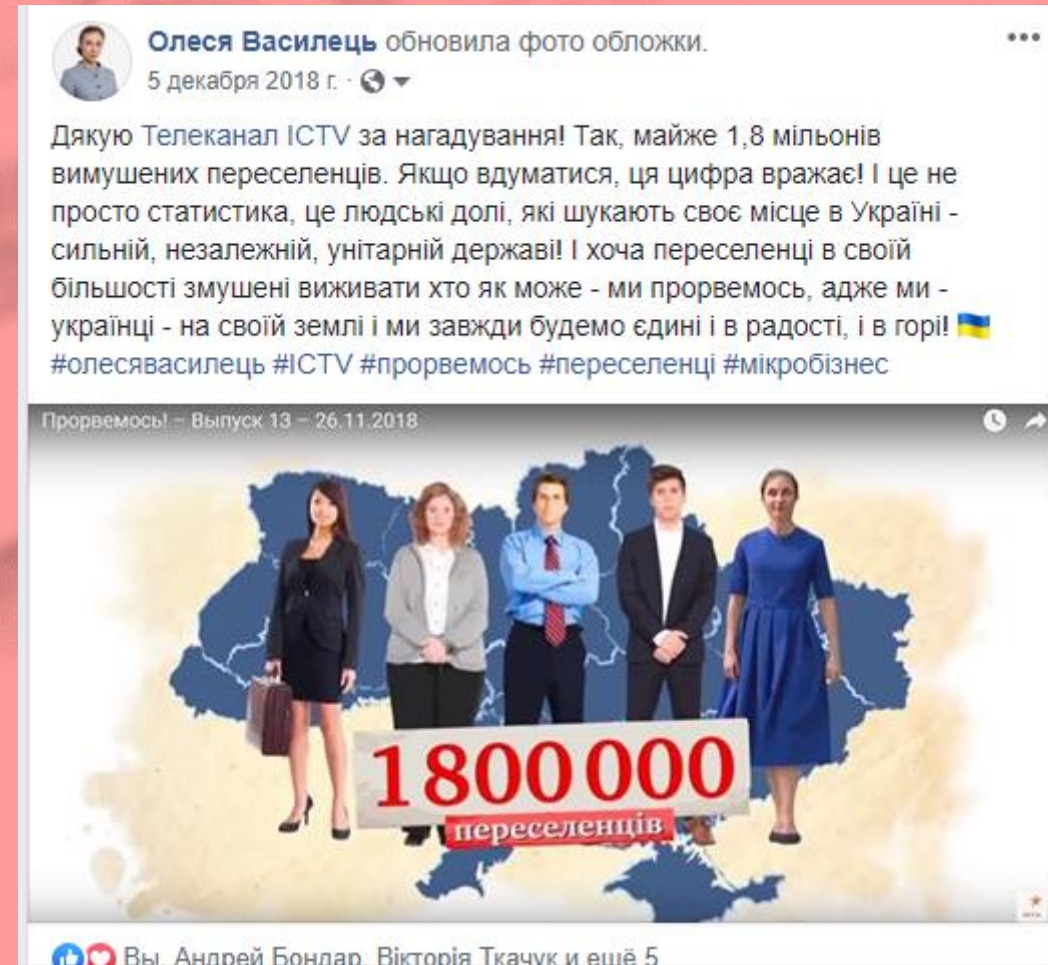 Олеся Василець обновила фото обложки.
5 декабря 2018 г.
Дякую Телеканал ICTV за нагадування! Так, майже 1,8 мільонів
вимушених переселенців. Якщо вдуматися, ця цифра вражає! І це не
просто статистика, це людські долі, які шукають своє місце в Україні -
сильній, незалежній, унітарній державі! І хоча переселенці в своїй
більшості змушені виживати хто як може - ми прорвемось, адже ми -
українці - на своїй землі і ми завжди будемо єдині і в радості, і в горі! 🇺🇦
#олесявасилець #ICTV #прорвемось #переселенці #мікробізнес
Прорвемось! – Выпуск 13 – 26.11.2018
1800 000
переселенців
Вы, Андрей Бондар, Вікторія Ткачук и ещё 5